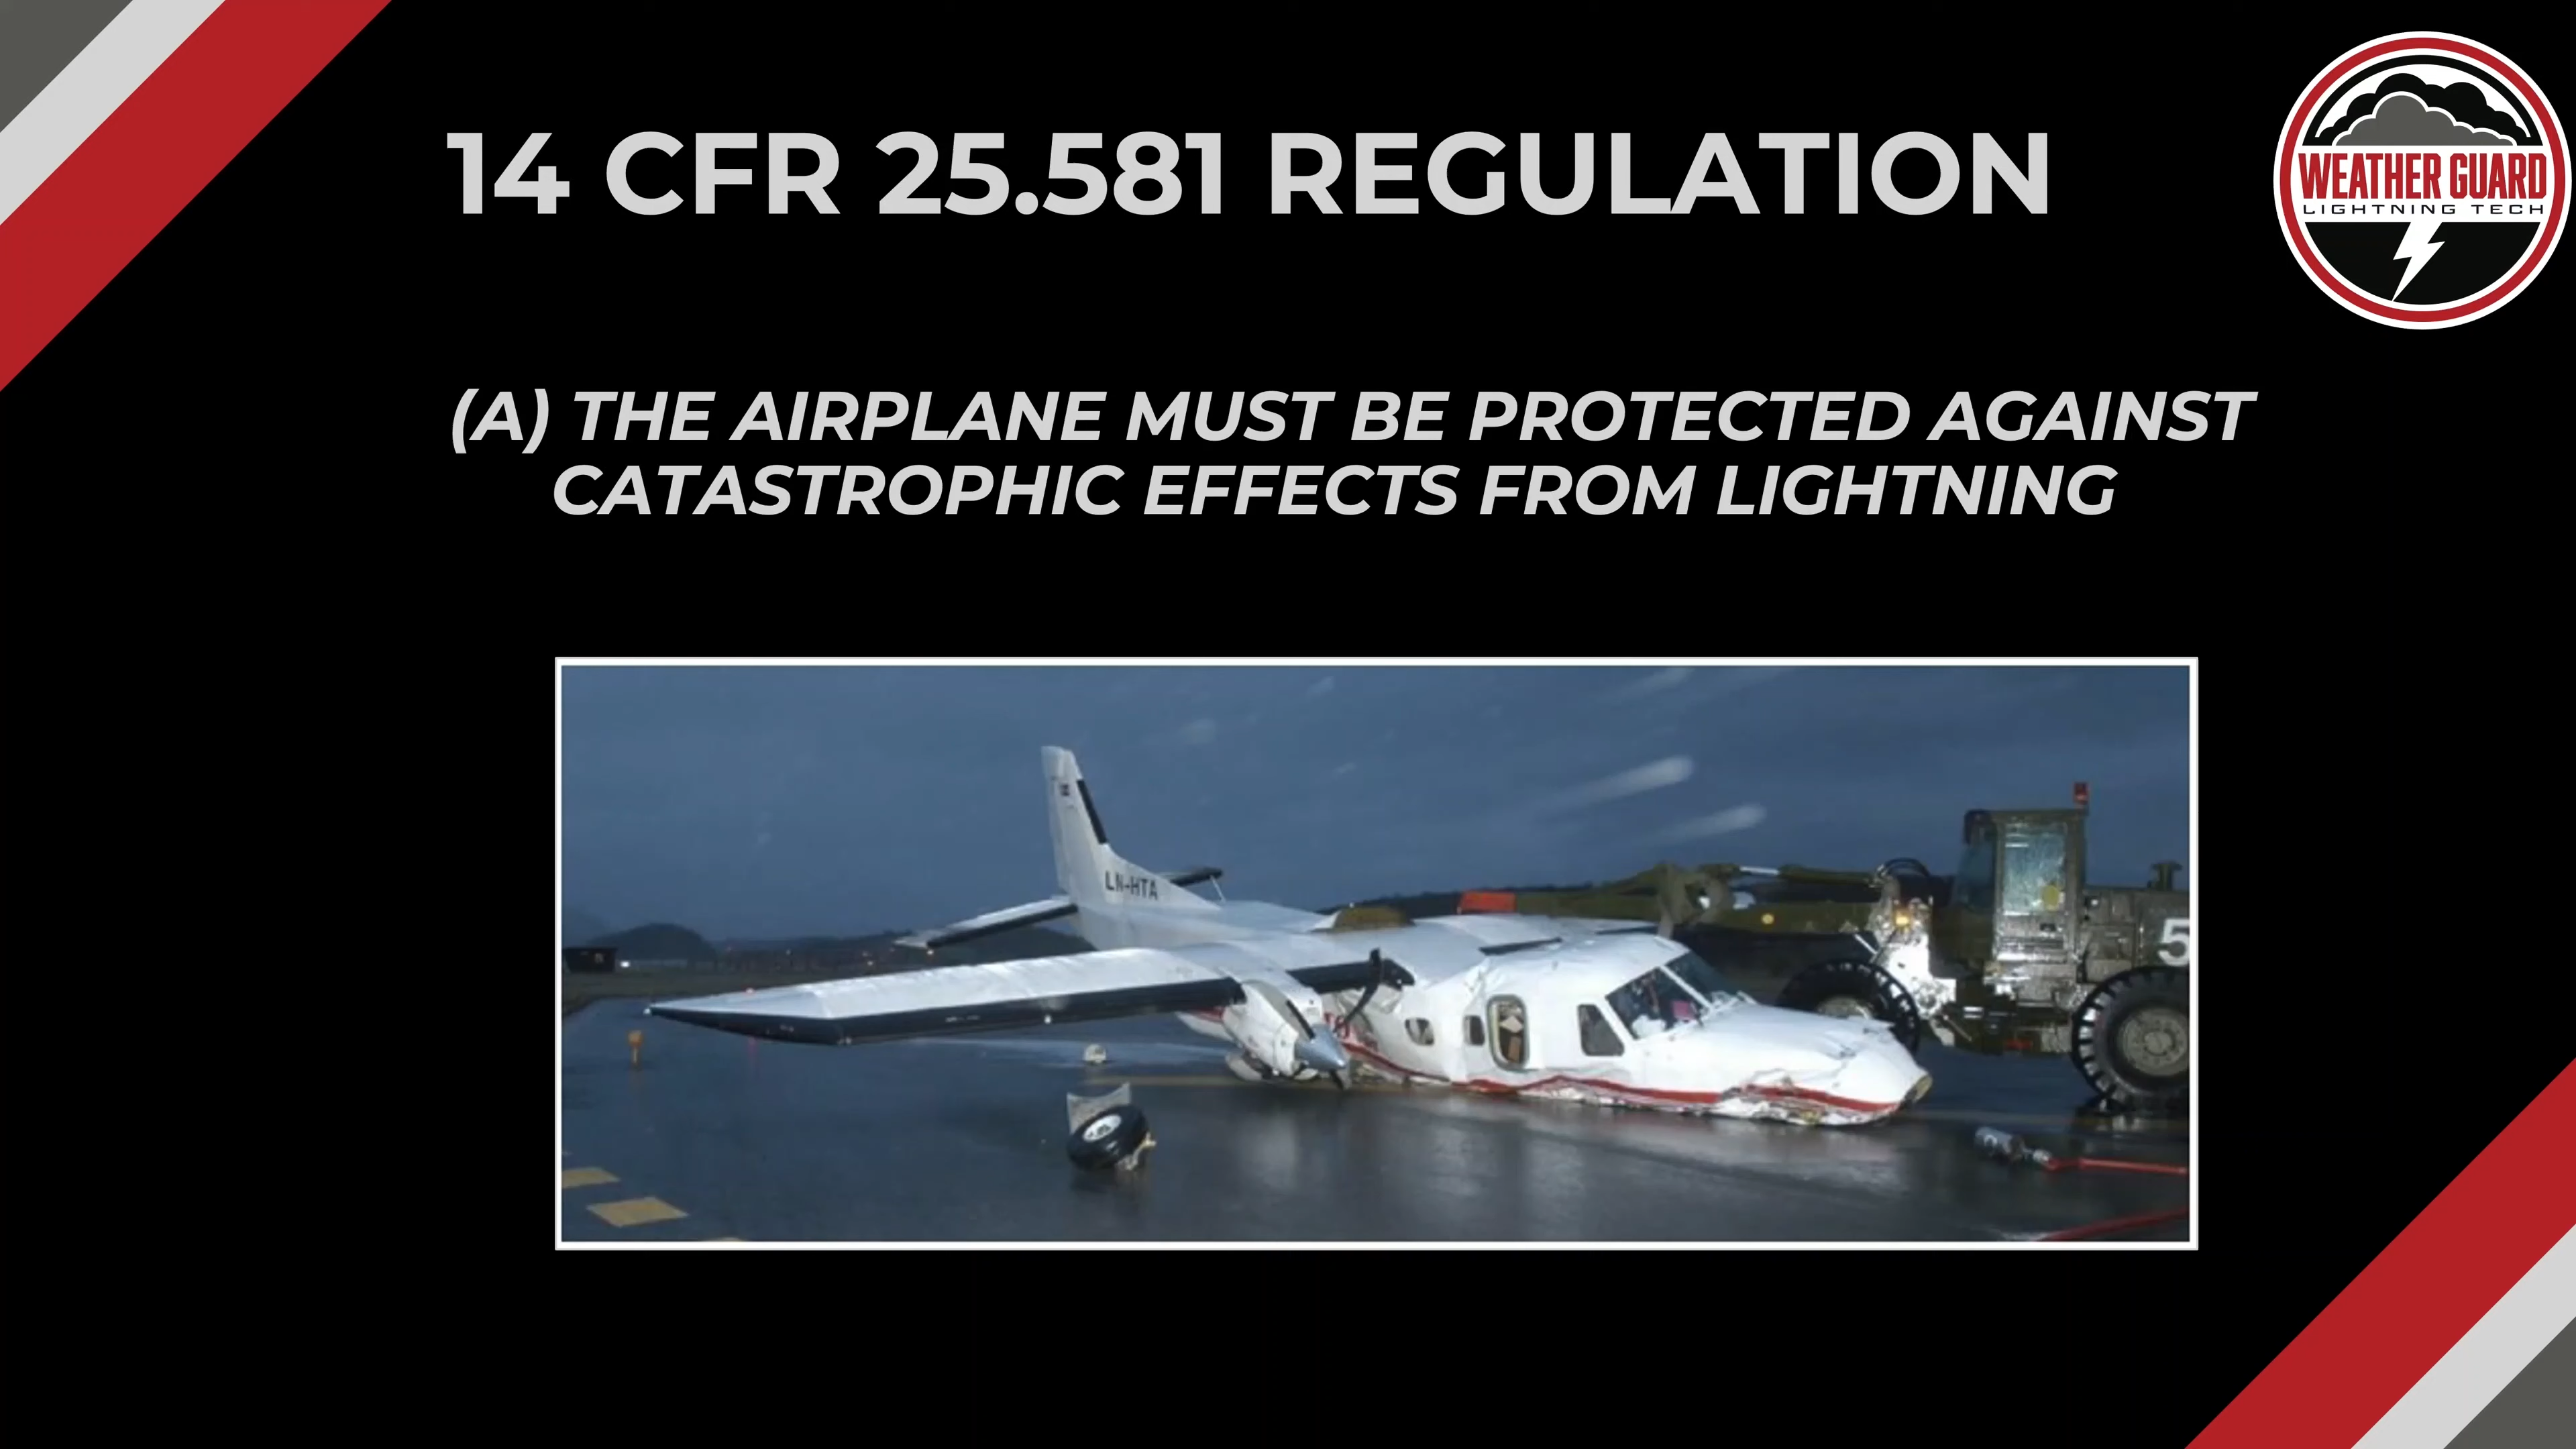 14 CFR 25.581 REGULATION
WEATHER GUARD
LIGHTNING TECH
(A) THE AIRPLANE MUST BE PROTECTED AGAINST
CATASTROPHIC EFFECTS FROM LIGHTNING
LN-HTA
5